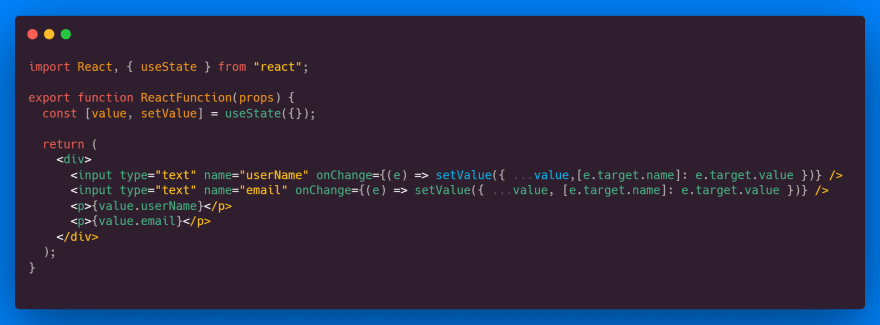 import React, { useState } from "react";
export function ReactFunction(props) {
const [value, setValue] = useState({});
return (
<div>
<input type="text" name="userName" onChange={(e) => setValue({ ...value,[e.target.name]: e.target.value })} />
<input type="text" name="email" onChange={(e) => setValue({ ...value, [e.target.name]: e.target.value })} />
<p>{value.userName}</p>
<p>{value.email}</p>
</div>
);
}